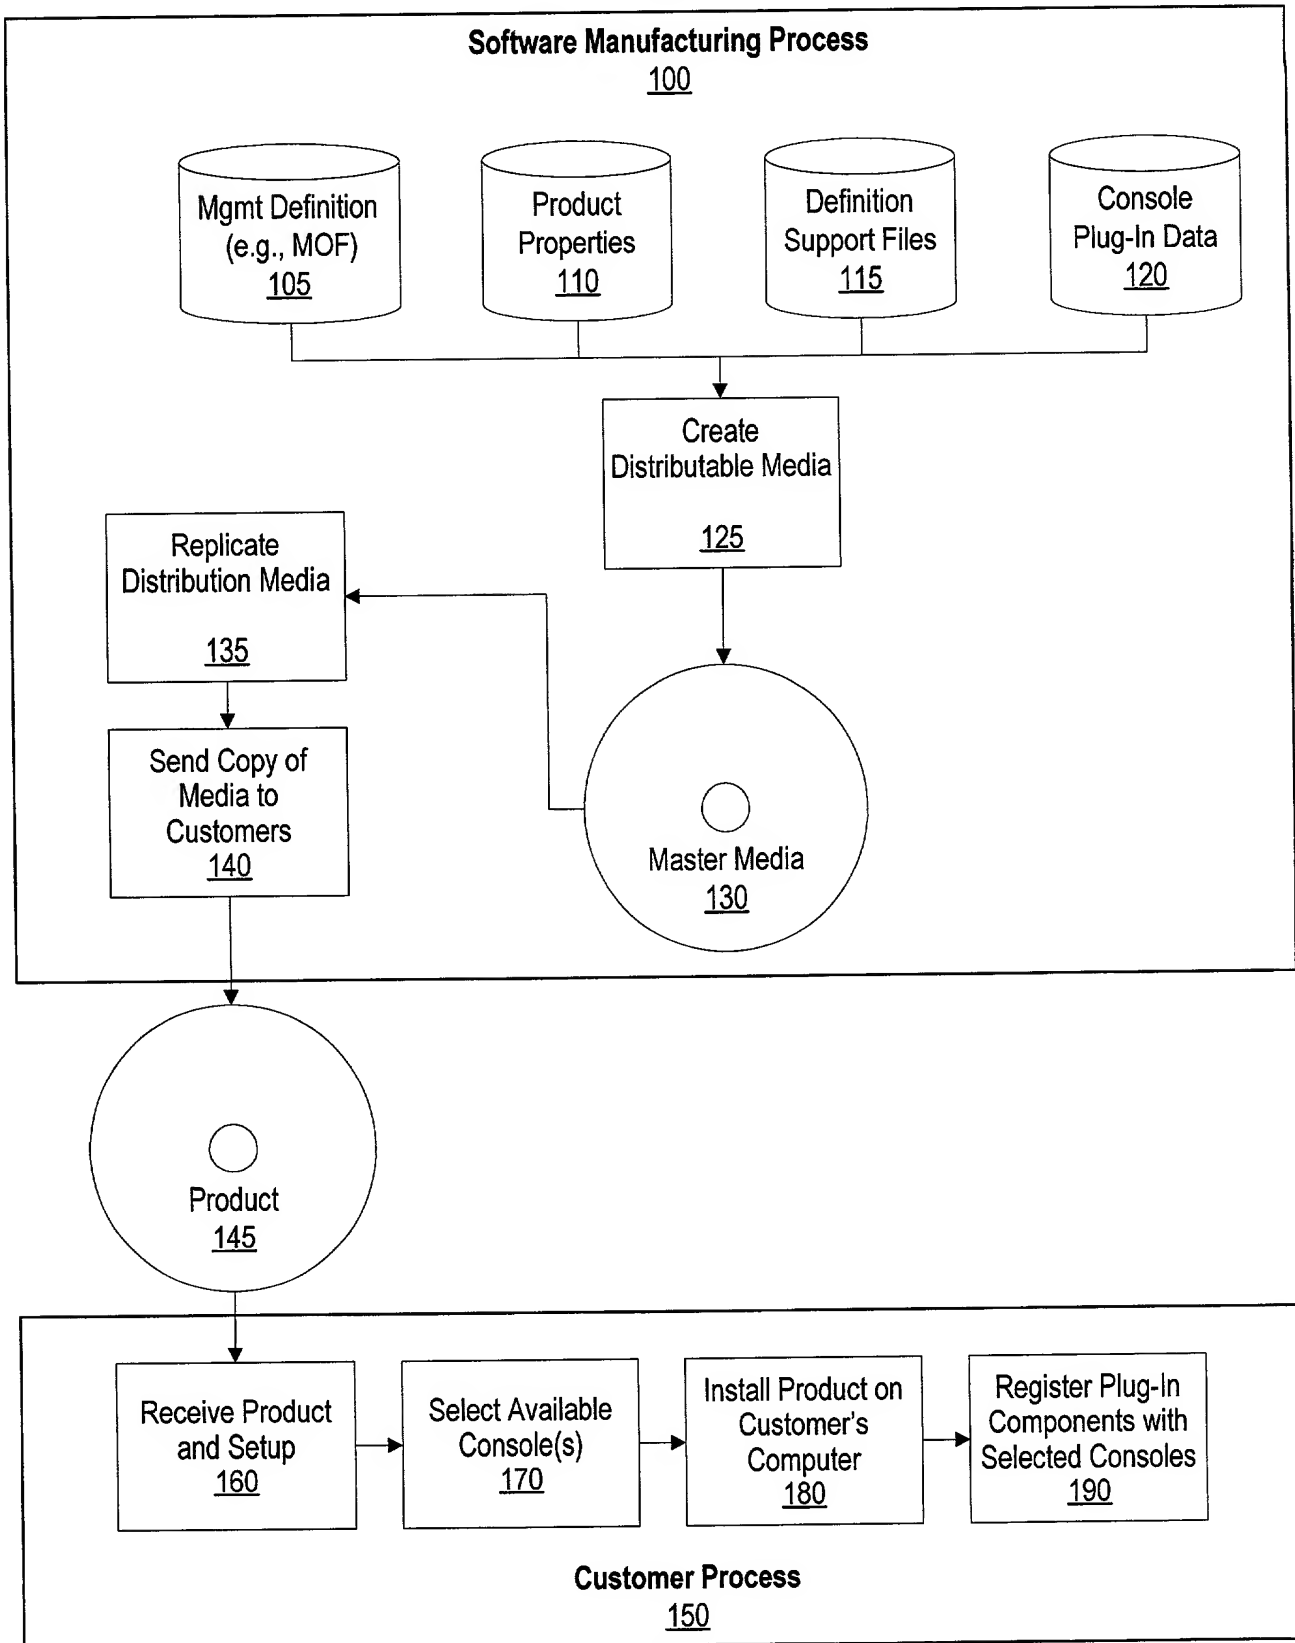 Software Manufacturing Process
100
Mgmt Definition
(e.g., MOF)
105
Product
Properties
110
Definition
Support Files
115
Console
Plug-In Data
120
Create
Distributable Media
125
Replicate
Distribution Media
135
Send Copy of
Media to
Customers
140
Master Media
130
Product
145
Receive Product
and Setup
160
Select Available
Console(s)
170
Install Product on
Customer's
Computer
180
Register Plug-In
Components with
Selected Consoles
190
Customer Process
150